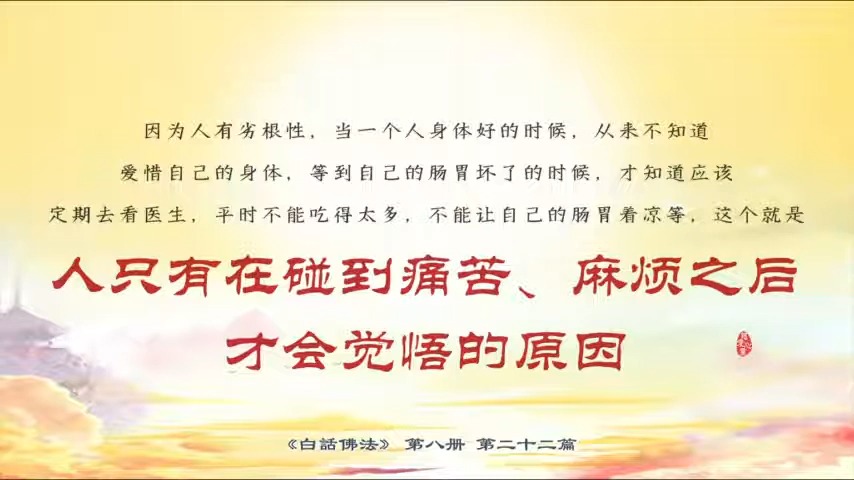 因为人有劣根性，当一个人身体好的时候，从来不知道
爱惜自己的身体，等到自己的肠胃坏了的时候，才知道应该
定期去看医生，平时不能吃得太多，不能让自己的肠胃着凉等，这个就是
人只有在碰到痛苦、麻烦之后
才会觉悟的原因
《白話佛法》 第八册 第二十二篇